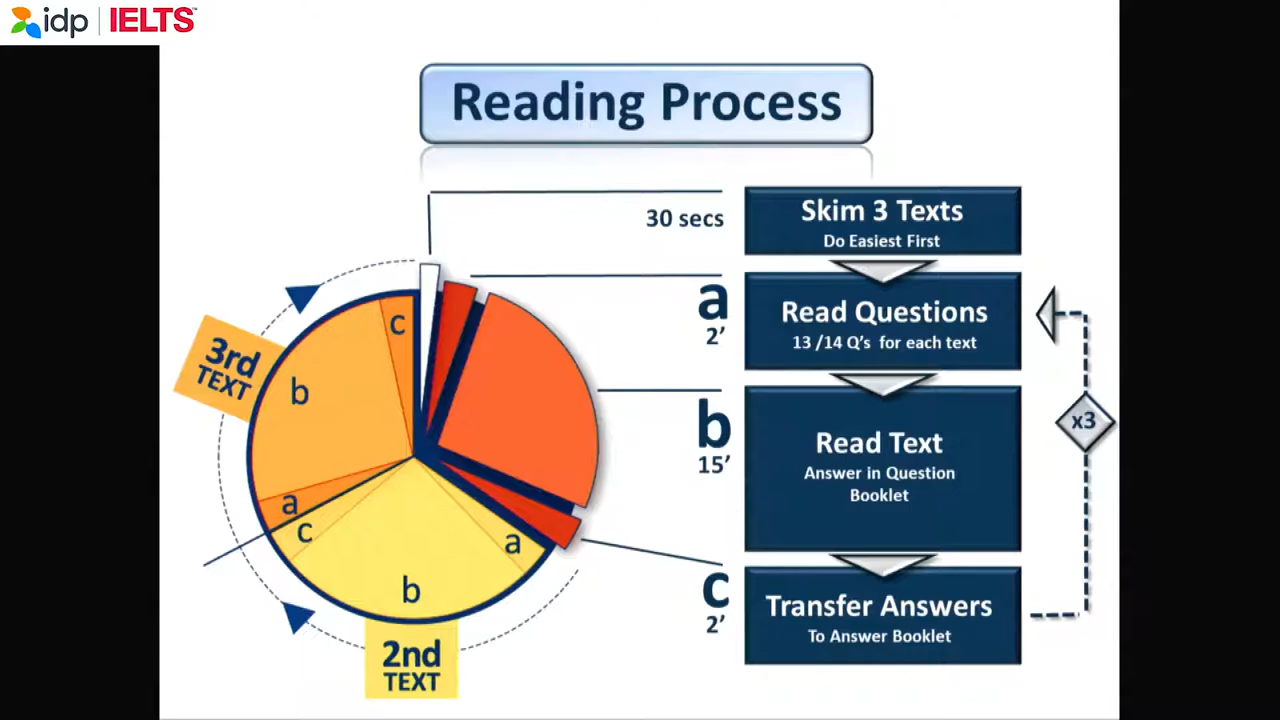 idp | IELTS™
Reading Process
30 secs
Skim 3 Texts
Do Easiest First
a
2’
Read Questions
13 /14 Q’s for each text
b
15’
Read Text
Answer in Question
Booklet
x3
c
2’
Transfer Answers
To Answer Booklet
3rd
TEXT
c
b
a
c
b
a
2nd
TEXT